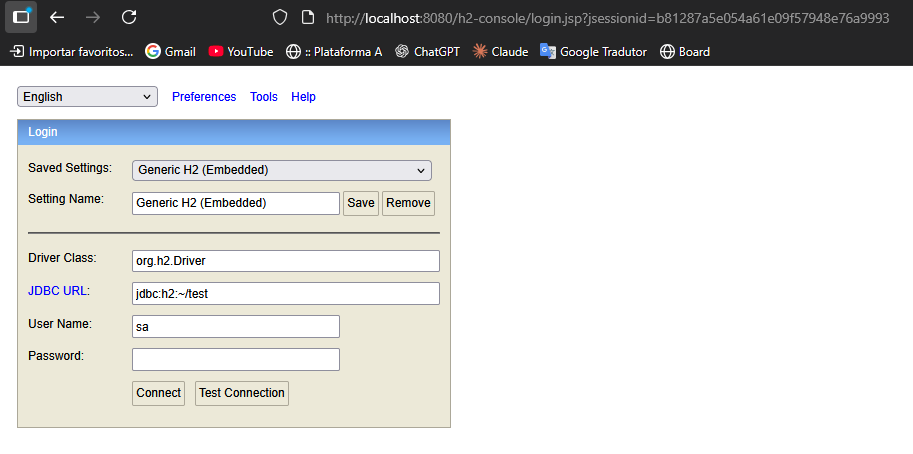 http://localhost:8080/h2-console/login.jsp?jsessionid=b81287a5e054a61e09f57948e76a9993
Importar favoritos... Gmail YouTube :: Plataforma A ChatGPT Claude Google Tradutor Board
English Preferences Tools Help
Login
Saved Settings: Generic H2 (Embedded)
Setting Name: Generic H2 (Embedded) Save Remove
Driver Class: org.h2.Driver
JDBC URL: jdbc:h2:~/test
User Name: sa
Password:
Connect Test Connection